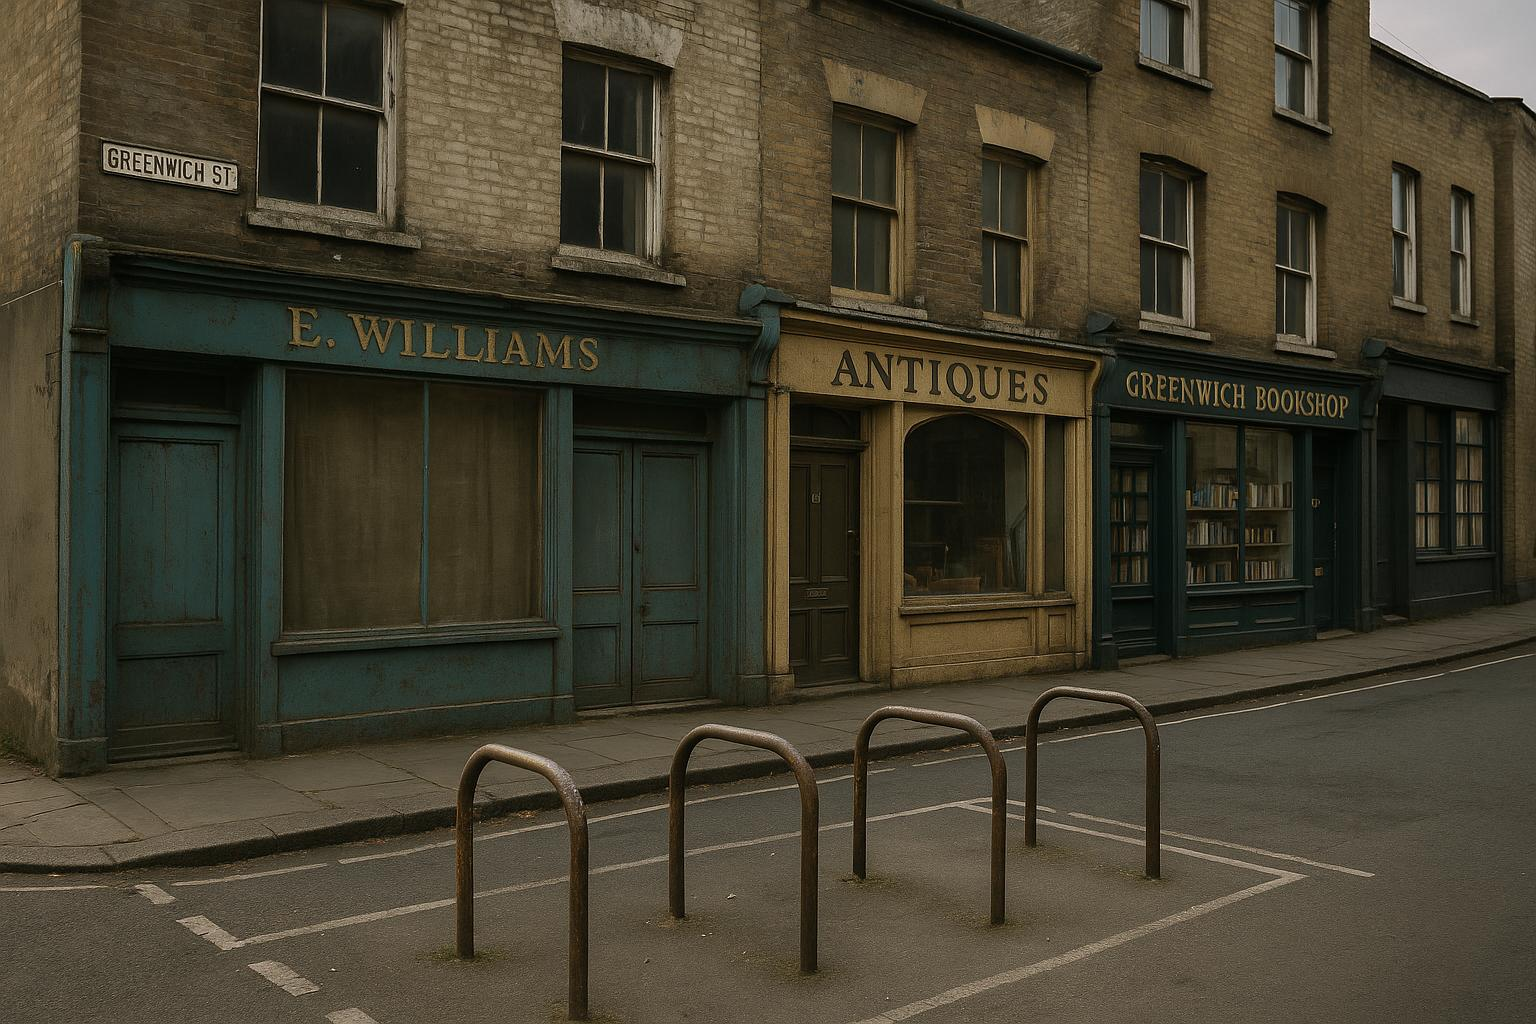 GREENWICH ST
E. WILLIAMS
ANTIQUES
GREENWICH BOOKSHOP